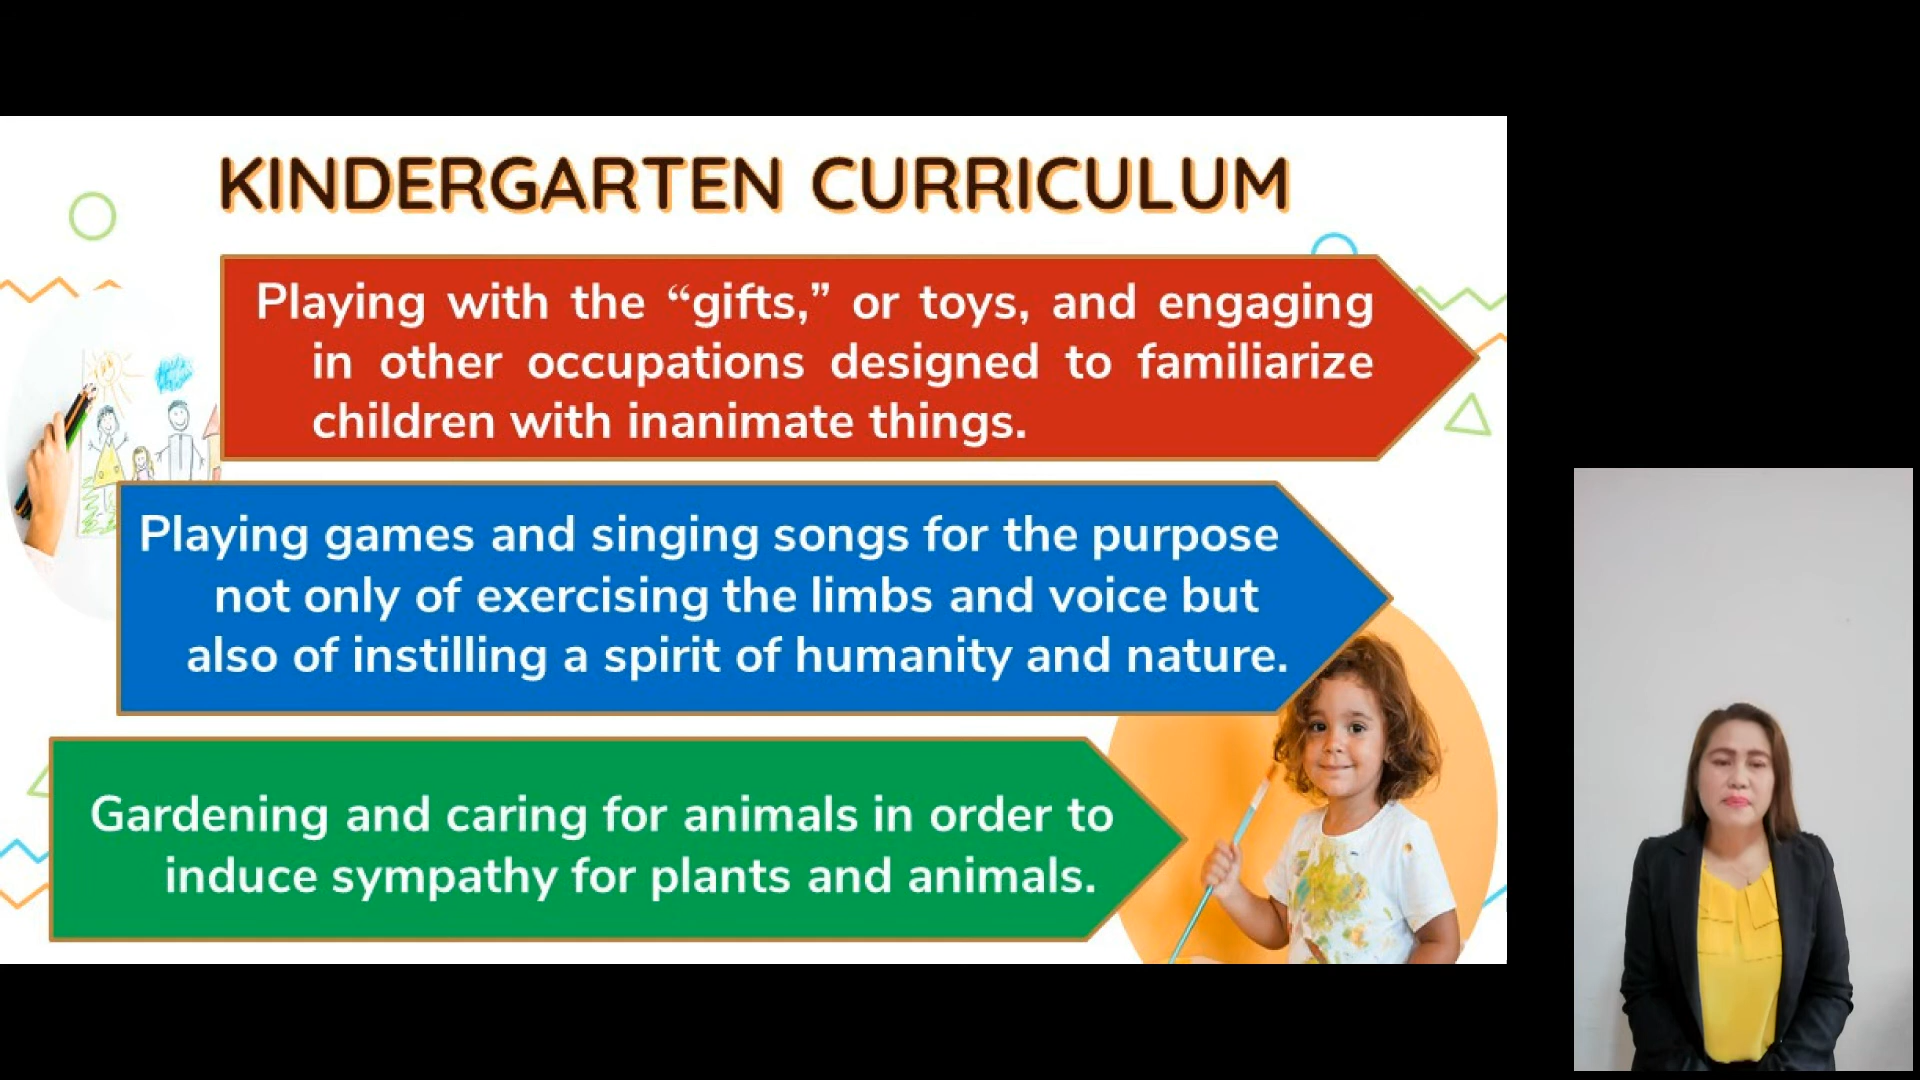 KINDERGARTEN CURRICULUM
Playing with the “gifts,” or toys, and engaging
in other occupations designed to familiarize
children with inanimate things.
Playing games and singing songs for the purpose
not only of exercising the limbs and voice but
also of instilling a spirit of humanity and nature.
Gardening and caring for animals in order to
induce sympathy for plants and animals.